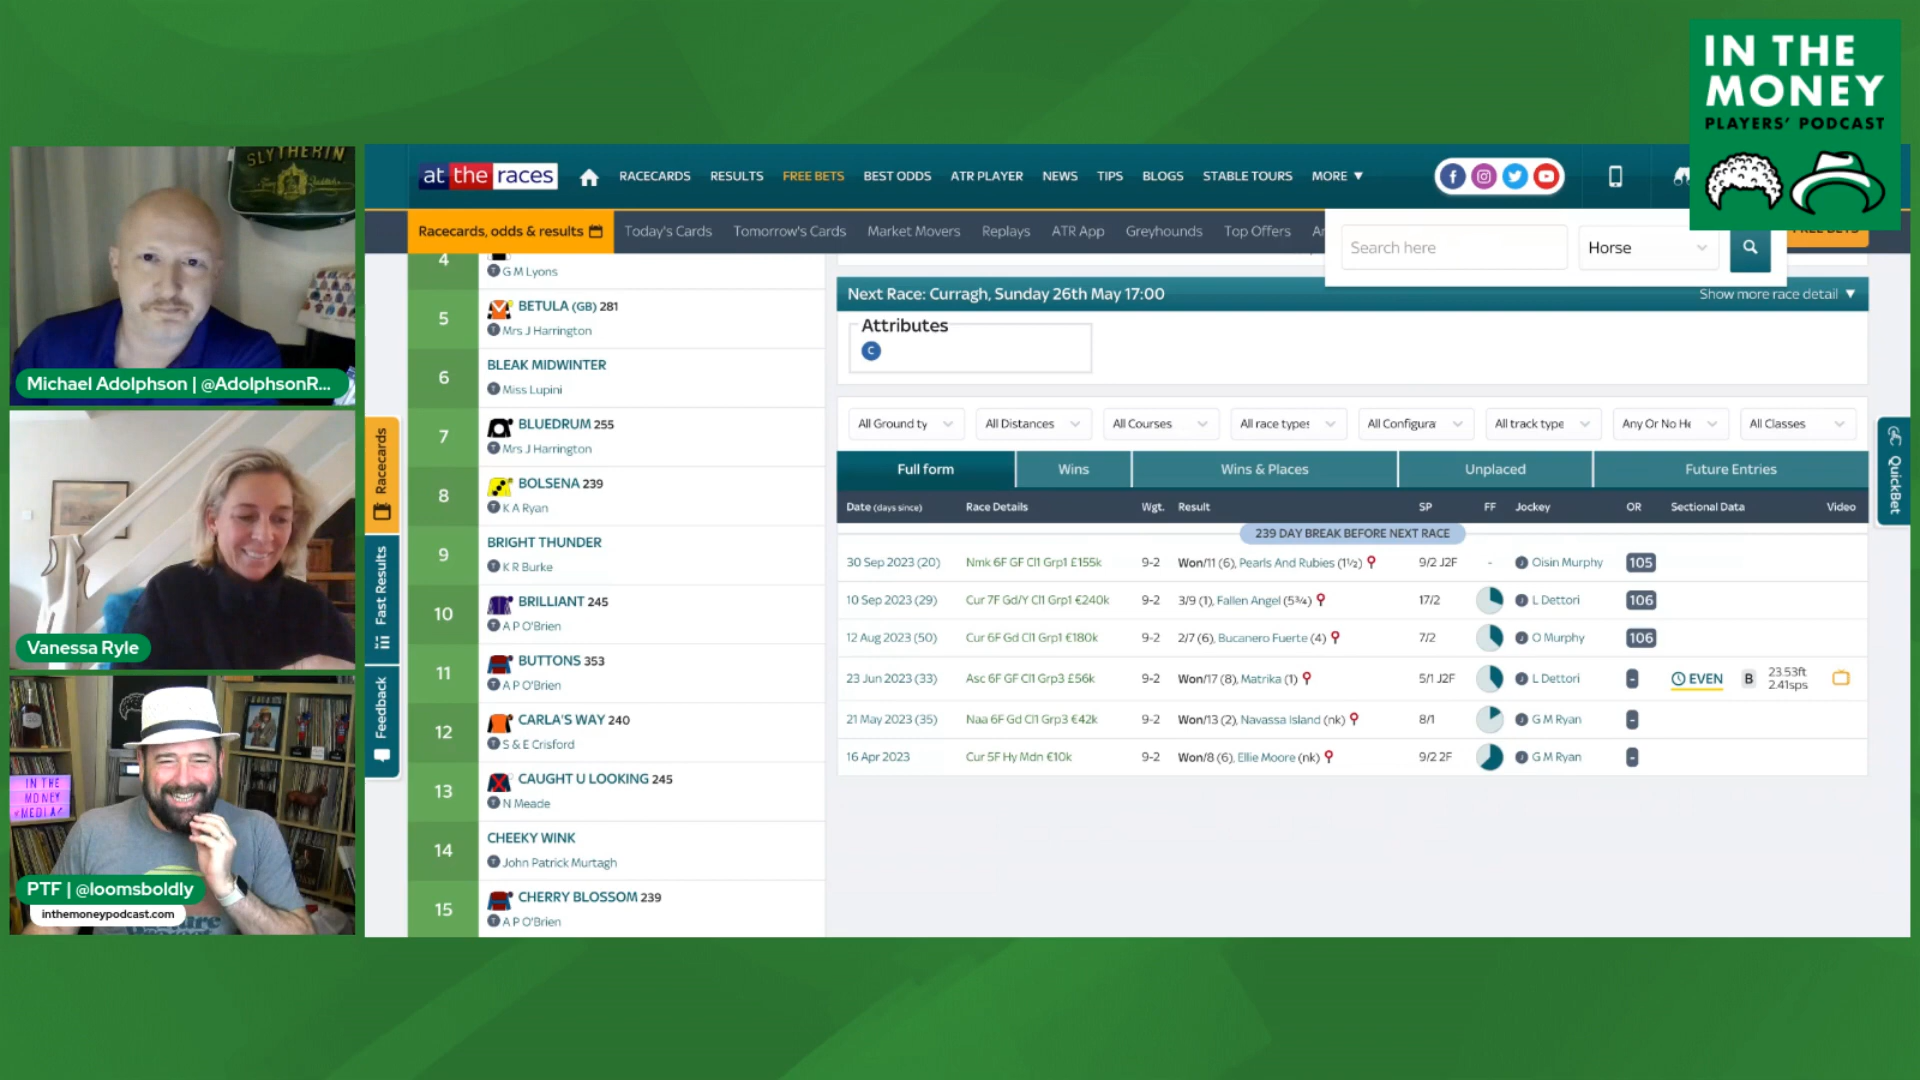 IN THE
MONEY
PLAYERS' PODCAST
SLYTHERIN
Michael Adolphson | @AdolphsonR...
Vanessa Ryle
IN THE
MONEY
MEDIA
PTF | @loomsboldly
inthemoneypodcast.com
at the races
RACECARDS RESULTS FREE BETS BEST ODDS ATR PLAYER NEWS TIPS BLOGS STABLE TOURS MORE ▼
Racecards, odds & results Today's Cards Tomorrow's Cards Market Movers Replays ATR App Greyhounds Top Offers
Search here Horse
Racecards
Fast Results
Feedback
QuickBet
4
T G M Lyons
5 BETULA (GB) 281
T Mrs J Harrington
6 BLEAK MIDWINTER
T Miss Lupini
7 BLUEDRUM 255
T Mrs J Harrington
8 BOLSENA 239
T K A Ryan
9 BRIGHT THUNDER
T K R Burke
10 BRILLIANT 245
T A P O'Brien
11 BUTTONS 353
T A P O'Brien
12 CARLA'S WAY 240
T S & E Crisford
13 CAUGHT U LOOKING 245
T N Meade
14 CHEEKY WINK
T John Patrick Murtagh
15 CHERRY BLOSSOM 239
T A P O'Brien
Next Race: Curragh, Sunday 26th May 17:00 Show more race detail ▼
Attributes
C
All Ground ty All Distances All Courses All race types All Configura All track type Any Or No He All Classes
Full form Wins Wins & Places Unplaced Future Entries
Date (days since) Race Details Wgt. Result SP FF Jockey OR Sectional Data Video
239 DAY BREAK BEFORE NEXT RACE
30 Sep 2023 (20) Nmk 6F GF Cl1 Grp1 £155k 9-2 Won/11 (6), Pearls And Rubies (1½) 9/2 J2F - J Oisin Murphy 105
10 Sep 2023 (29) Cur 7F Gd/Y Cl1 Grp1 €240k 9-2 3/9 (1), Fallen Angel (5¾) 17/2 J L Dettori 106
12 Aug 2023 (50) Cur 6F Gd Cl1 Grp1 €180k 9-2 2/7 (6), Bucanero Fuerte (4) 7/2 J O Murphy 106
23 Jun 2023 (33) Asc 6F GF Cl1 Grp3 £56k 9-2 Won/17 (8), Matrika (1) 5/1 J2F J L Dettori - EVEN B 23.53ft 2.41sps
21 May 2023 (35) Naa 6F Gd Cl1 Grp3 €42k 9-2 Won/13 (2), Navassa Island (nk) 8/1 J G M Ryan -
16 Apr 2023 Cur 5F Hy Mdn €10k 9-2 Won/8 (6), Ellie Moore (nk) 9/2 2F J G M Ryan -